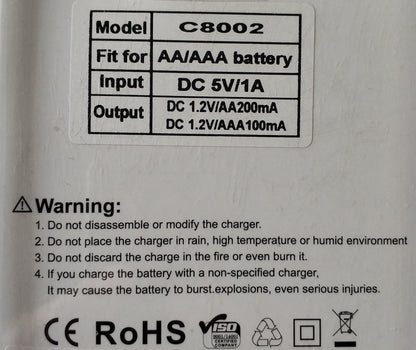 Model C8002
Fit for AA/AAA battery
Input DC 5V/1A
Output DC 1.2V/AA200mA
DC 1.2V/AAA100mA
Warning:
1. Do not disassemble or modify the charger.
2. Do not place the charger in rain, high temperature or humid environment
3. Do not discard the charge in the fire or even burn it.
4. If you charge the battery with a non-specified charger,
It may cause the battery to burst.explosions, even serious injuries.
CE RoHS ISO